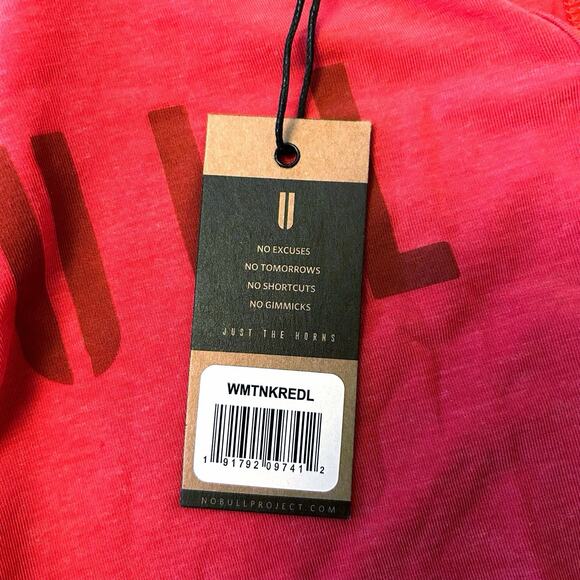 NO EXCUSES
NO TOMORROWS
NO SHORTCUTS
NO GIMMICKS
JUST THE HORNS
WMTNKREDL
1 91792 09741 2
NOBULLPROJECT.COM